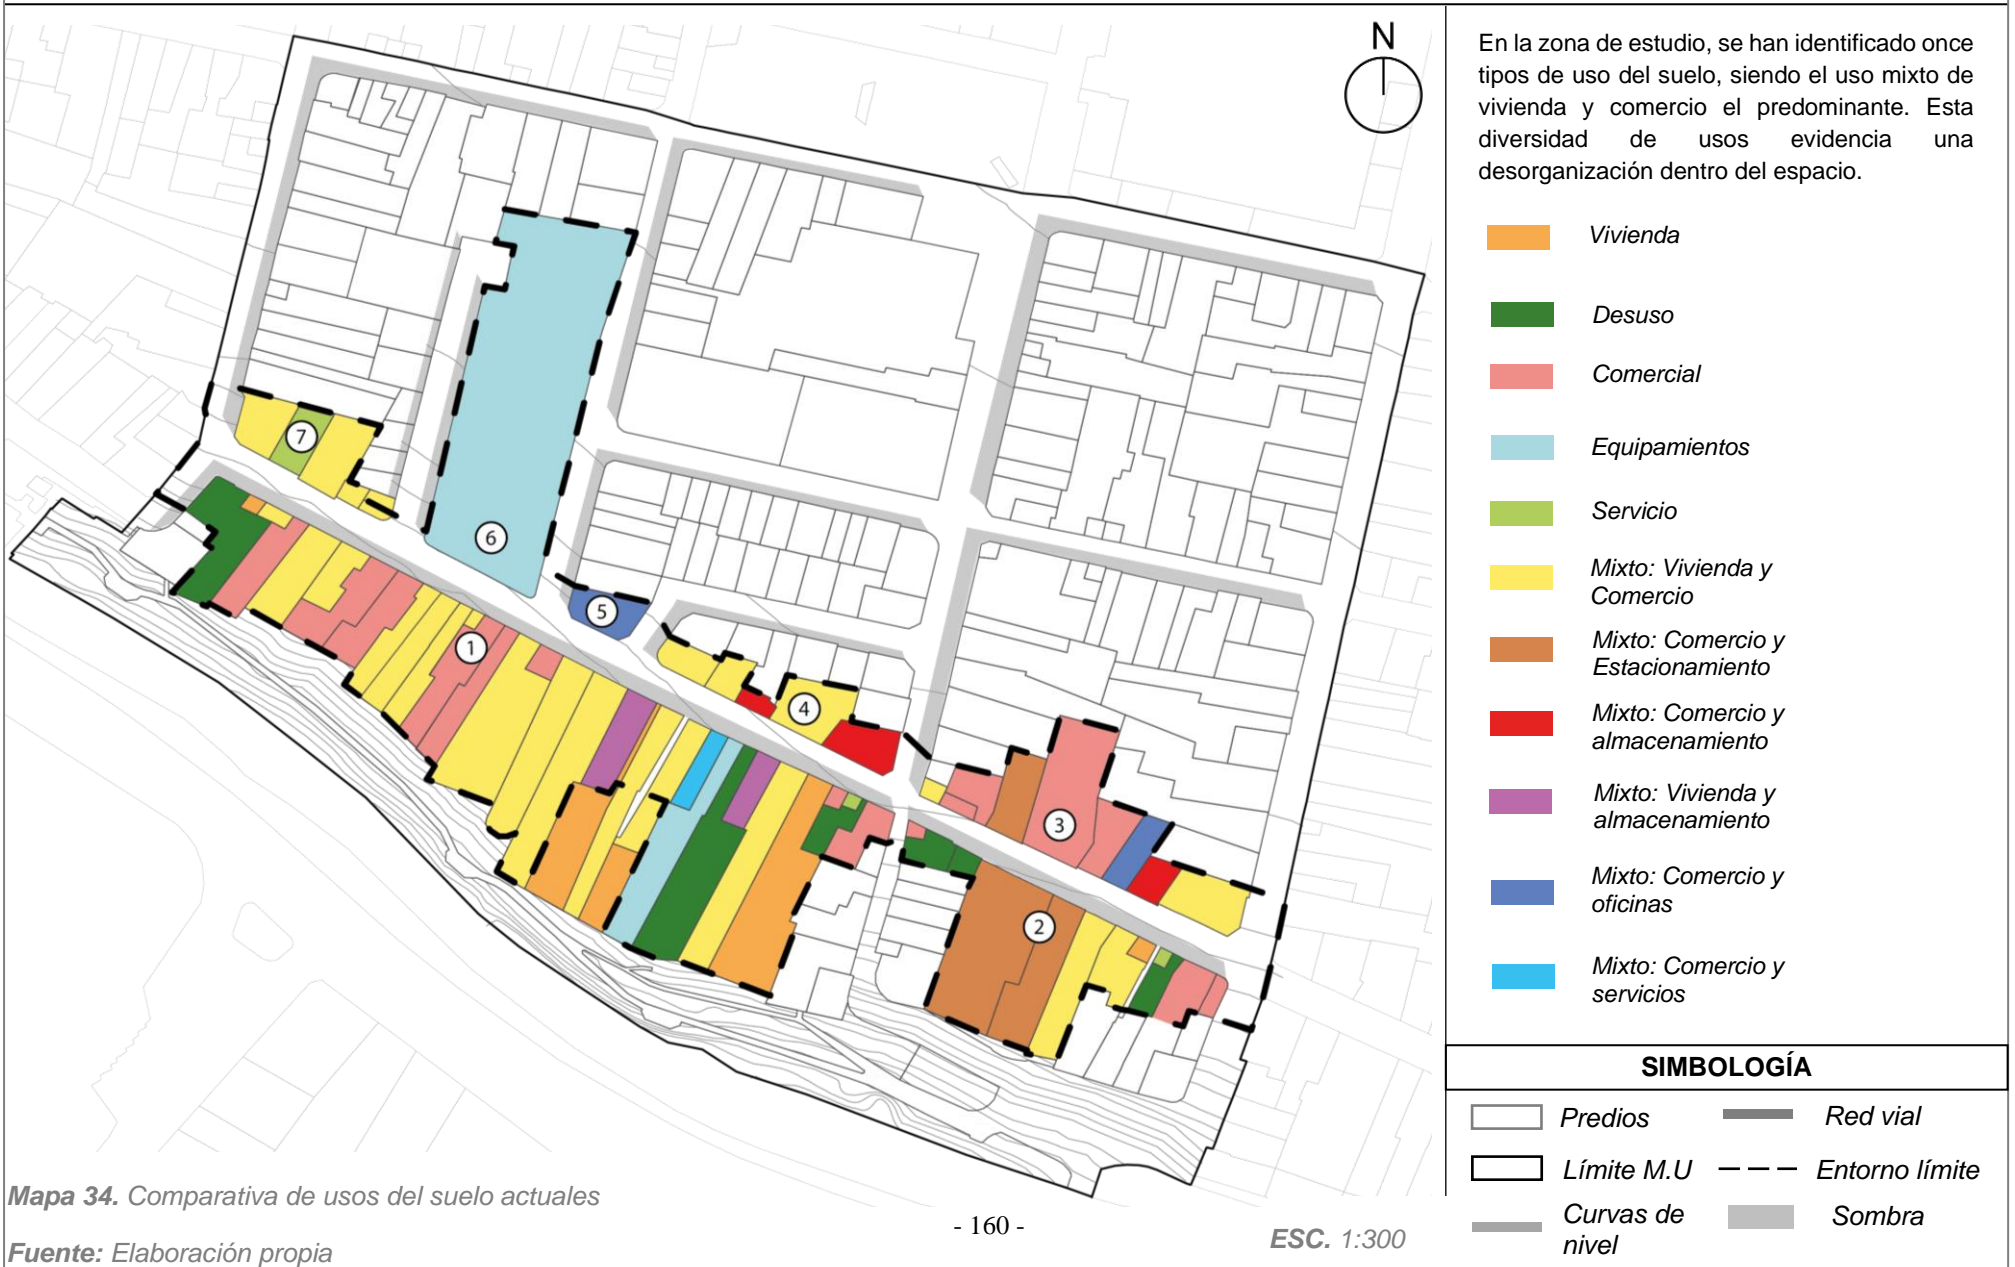 N
En la zona de estudio, se han identificado once
tipos de uso del suelo, siendo el uso mixto de
vivienda y comercio el predominante. Esta
diversidad de usos evidencia una
desorganización dentro del espacio.
Vivienda
Desuso
Comercial
Equipamientos
Servicio
Mixto: Vivienda y
Comercio
Mixto: Comercio y
Estacionamiento
Mixto: Comercio y
almacenamiento
Mixto: Vivienda y
almacenamiento
Mixto: Comercio y
oficinas
Mixto: Comercio y
servicios
SIMBOLOGÍA
Predios
Red vial
Límite M.U
Entorno límite
Curvas de
nivel
Sombra
7
6
5
1
4
3
2
Mapa 34. Comparativa de usos del suelo actuales
Fuente: Elaboración propia
- 160 -
ESC. 1:300